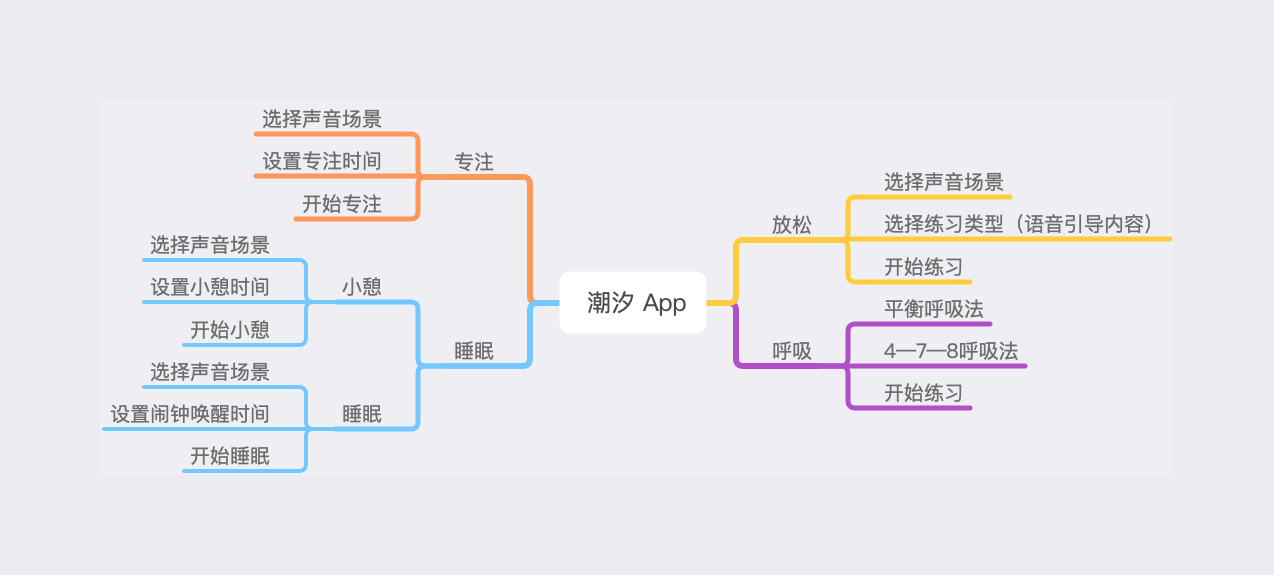 潮汐 App
专注
选择声音场景
设置专注时间
开始专注
睡眠
小憩
选择声音场景
设置小憩时间
开始小憩
睡眠
选择声音场景
设置闹钟唤醒时间
开始睡眠
放松
选择声音场景
选择练习类型（语音引导内容）
开始练习
呼吸
平衡呼吸法
4—7—8呼吸法
开始练习